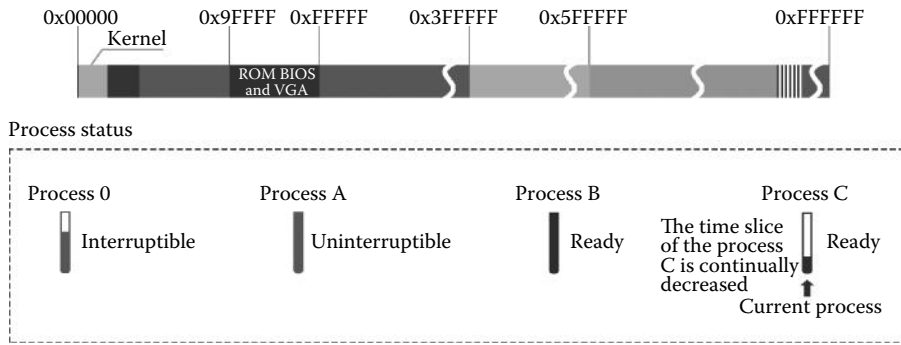 0x00000 0x9FFFF 0xFFFFF 0x3FFFFF 0x5FFFFF 0xFFFFFF
Kernel
ROM BIOS
and VGA
Process status
Process 0 Process A Process B Process C
Interruptible Uninterruptible Ready
The time slice
of the process
C is continually
decreased
Ready
Current process